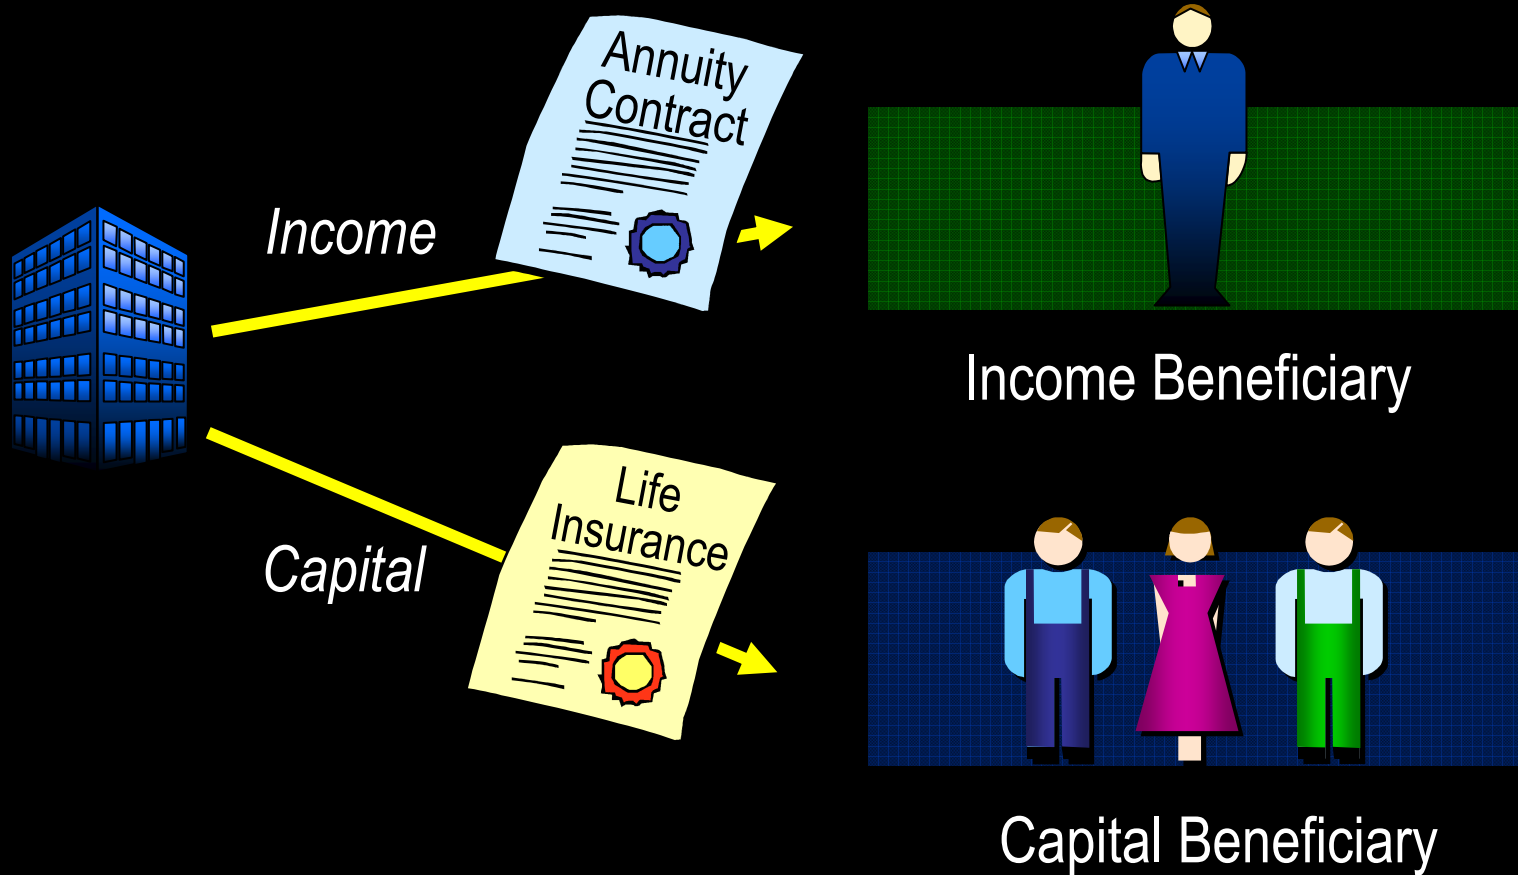 Annuity
Contract
Income
Income Beneficiary
Life
Insurance
Capital
Capital Beneficiary